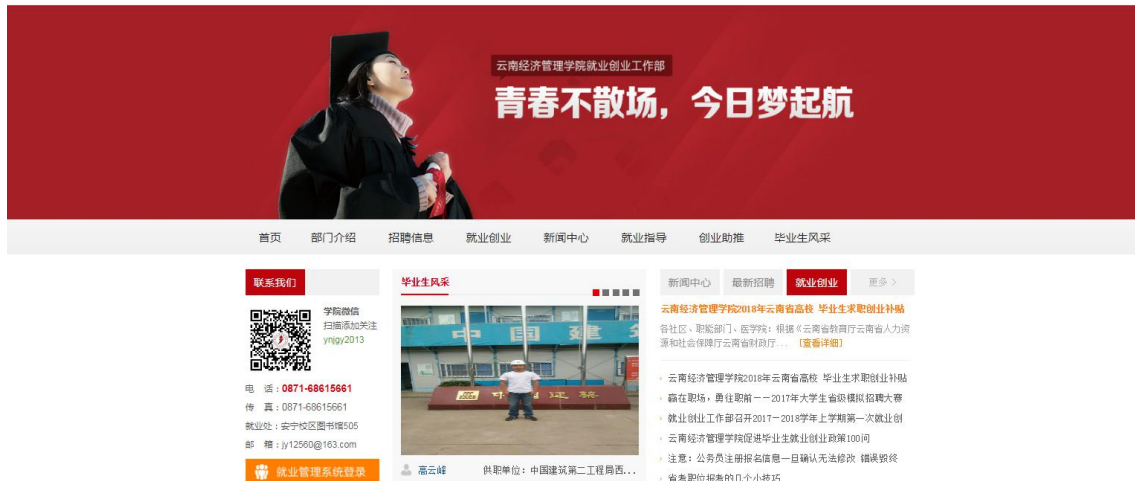 云南经济管理学院就业创业工作部
青春不散场，今日梦起航
首页 部门介绍 招聘信息 就业创业 新闻中心 就业指导 创业助推 毕业生风采
联系我们
学院微信
扫描添加关注
ynjgy2013
电 话：0871-68615661
传 真：0871-68615661
就业处：安宁校区图书馆505
邮 箱：jy12560@163.com
就业管理系统登录
毕业生风采
中 国 建 筑
高云峰 供职单位：中国建筑第二工程局西...
新闻中心 最新招聘 就业创业 更多 >
云南经济管理学院2018年云南省高校 毕业生求职创业补贴
各社区、职能部门、医学院：根据《云南省教育厅云南省人力资
源和社会保障厅云南省财政厅... [查看详细]
云南经济管理学院2018年云南省高校 毕业生求职创业补贴
赢在职场，勇往职前——2017年大学生省级模拟招聘大赛
就业创业工作部召开2017-2018学年上学期第一次就业创
云南经济管理学院促进毕业生就业创业政策100问
注意：公务员注册报名信息一旦确认无法修改 错误毁终
省考职位报考的几个小技巧